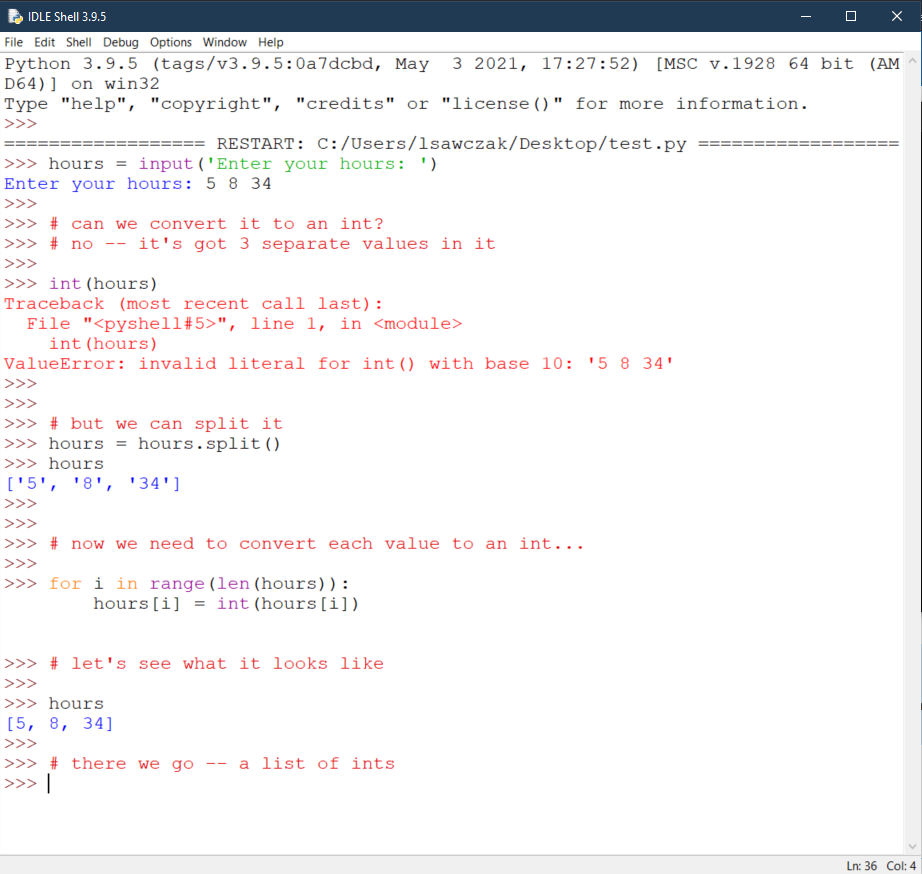 IDLE Shell 3.9.5
File Edit Shell Debug Options Window Help
Python 3.9.5 (tags/v3.9.5:0a7dcbd, May  3 2021, 17:27:52) [MSC v.1928 64 bit (AM
D64)] on win32
Type "help", "copyright", "credits" or "license()" for more information.
>>>
================== RESTART: C:/Users/lsawczak/Desktop/test.py ==================
>>> hours = input('Enter your hours: ')
Enter your hours: 5 8 34
>>>
>>> # can we convert it to an int?
>>> # no -- it's got 3 separate values in it
>>>
>>> int(hours)
Traceback (most recent call last):
  File "<pyshell#5>", line 1, in <module>
    int(hours)
ValueError: invalid literal for int() with base 10: '5 8 34'
>>>
>>>
>>> # but we can split it
>>> hours = hours.split()
>>> hours
['5', '8', '34']
>>>
>>>
>>> # now we need to convert each value to an int...
>>>
>>> for i in range(len(hours)):
        hours[i] = int(hours[i])
>>> # let's see what it looks like
>>>
>>> hours
[5, 8, 34]
>>>
>>> # there we go -- a list of ints
>>>
Ln: 36 Col: 4